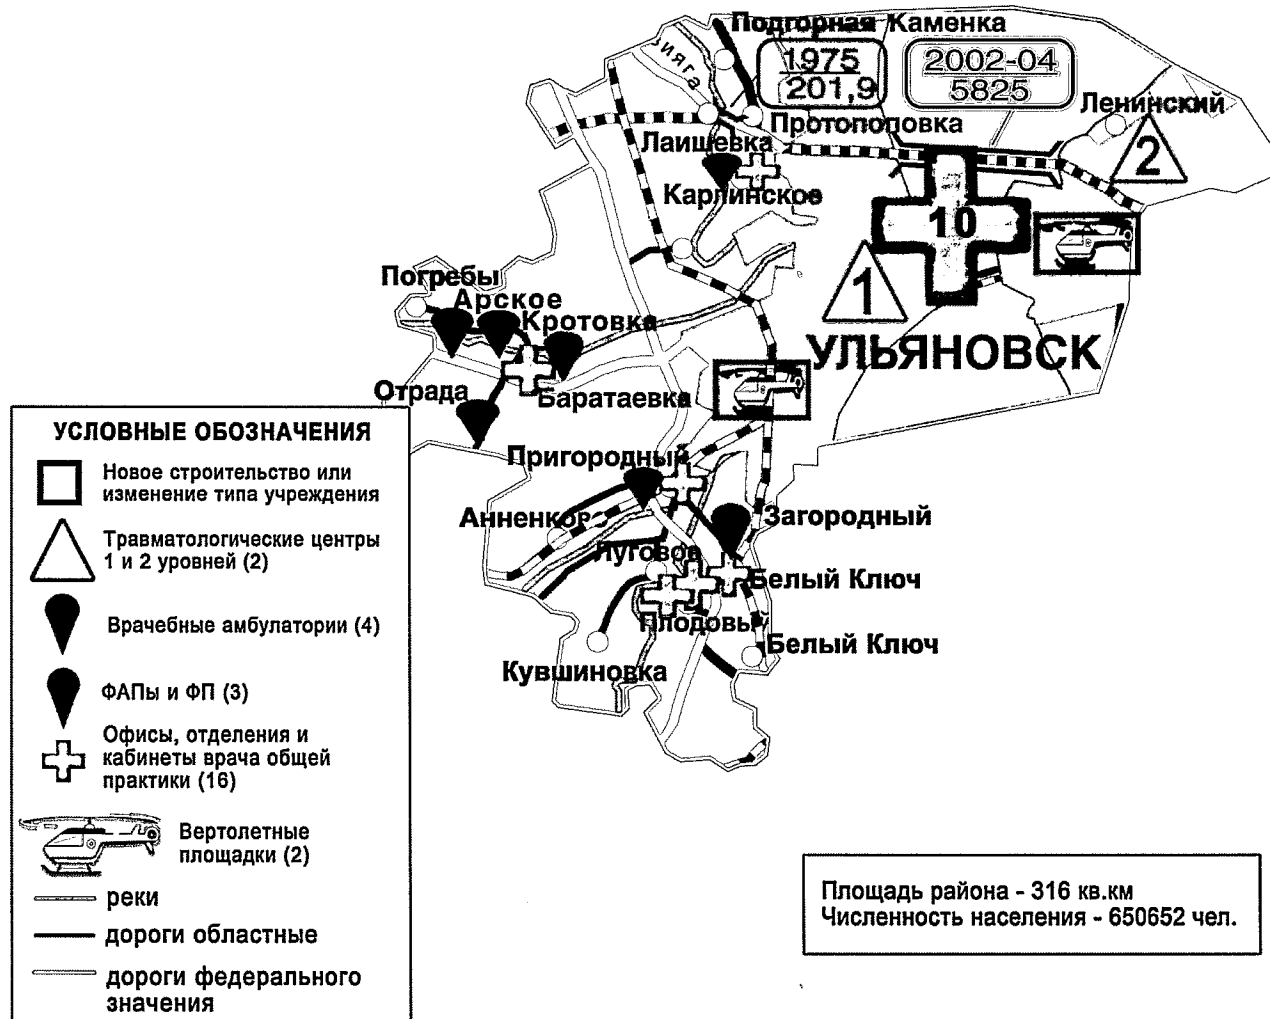 Подгорная Каменка
1975
201,9
2002-04
5825
Ленинский
Протопоповка
Лаишевка
2
Карлинское
10
1
Погребы
Арское
Кротовка
УЛЬЯНОВСК
Отрада
Баратаевка
Пригородный
Анненково
Загородный
Луговое
Белый Ключ
Плодовый
Белый Ключ
Кувшиновка
УСЛОВНЫЕ ОБОЗНАЧЕНИЯ
Новое строительство или
изменение типа учреждения
Травматологические центры
1 и 2 уровней (2)
Врачебные амбулатории (4)
ФАПы и ФП (3)
Офисы, отделения и
кабинеты врача общей
практики (16)
Вертолетные
площадки (2)
реки
дороги областные
дороги федерального
значения
Площадь района - 316 кв.км
Численность населения - 650652 чел.